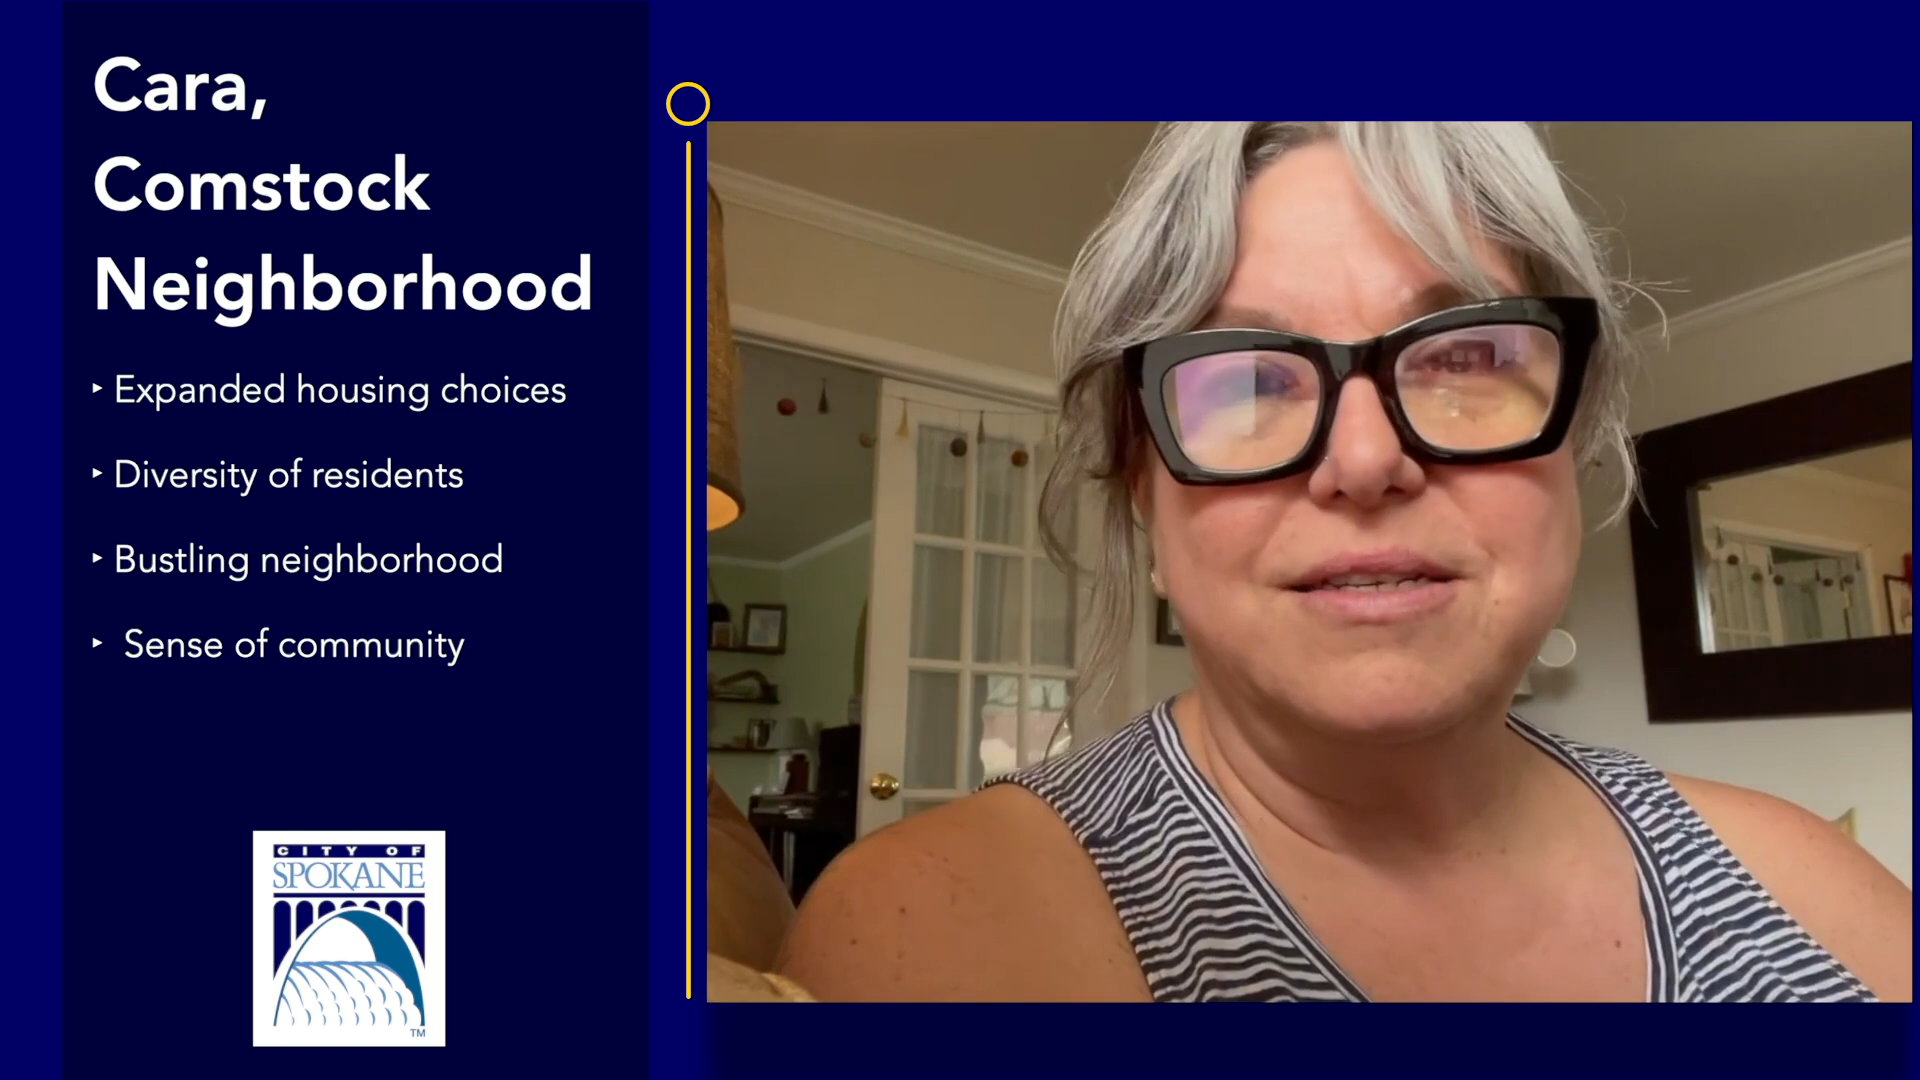 Cara,
Comstock
Neighborhood
‣ Expanded housing choices
‣ Diversity of residents
‣ Bustling neighborhood
‣ Sense of community
CITY OF
SPOKANE
TM